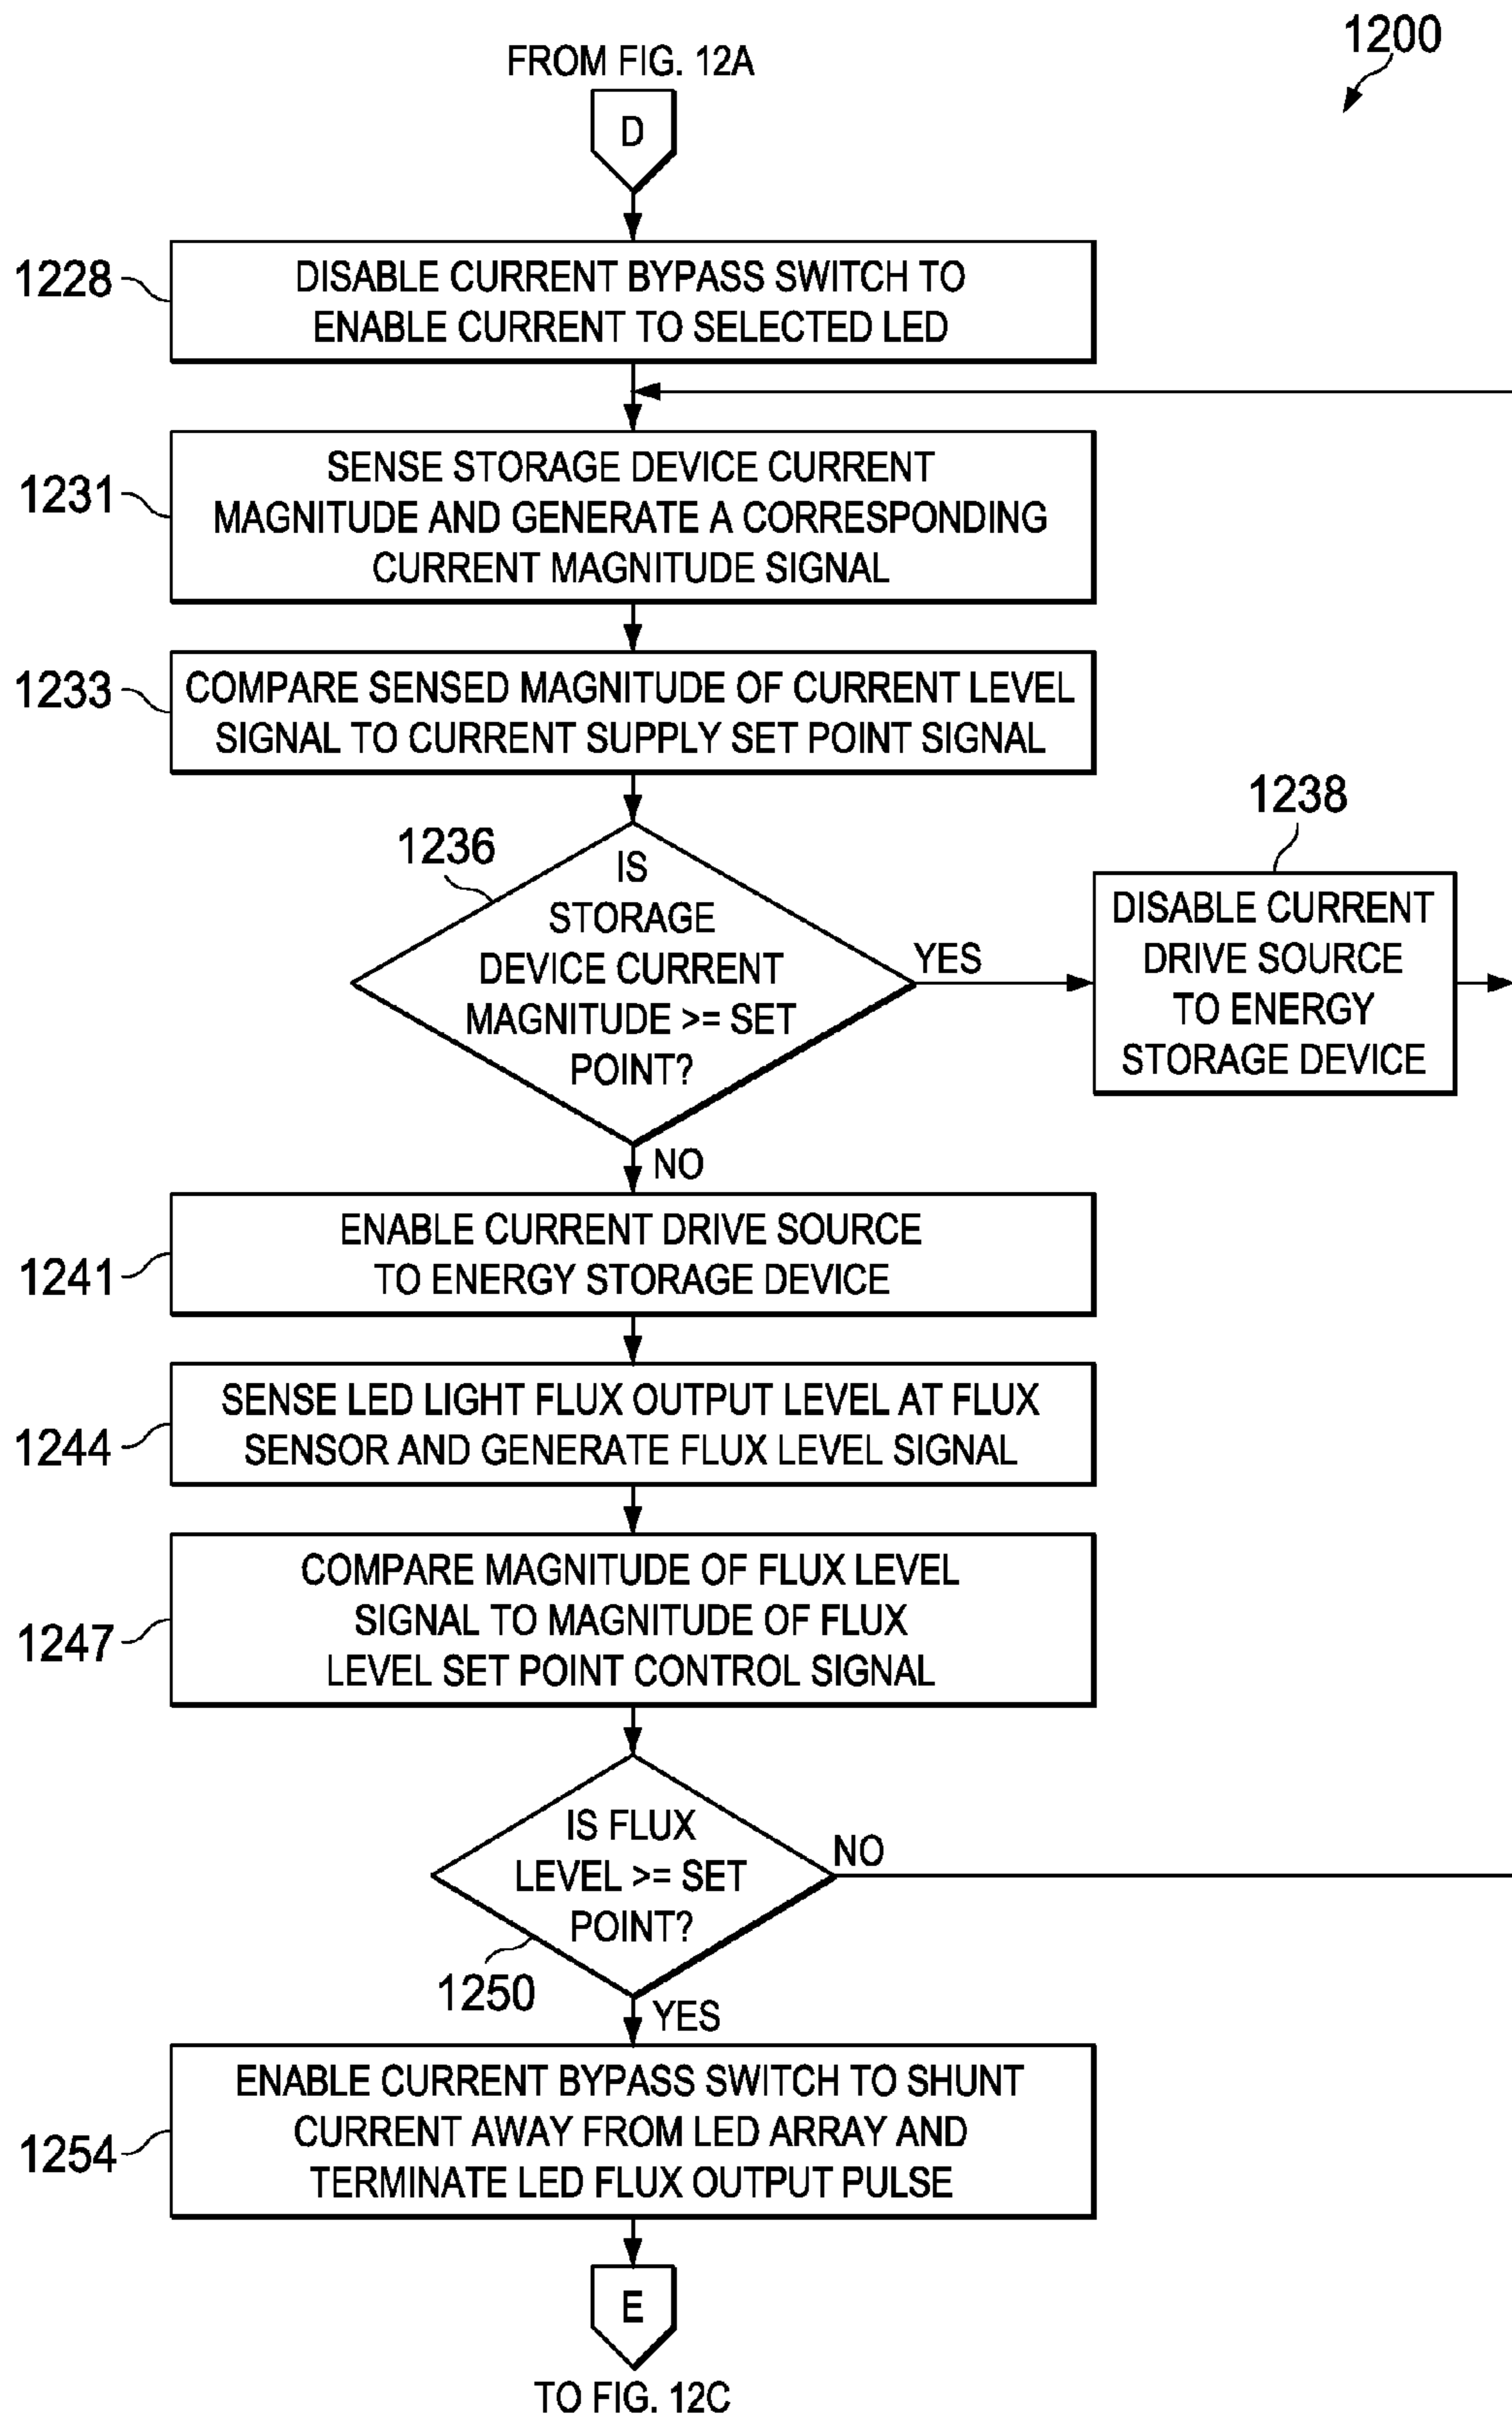 1200
FROM FIG. 12A
D
1228
DISABLE CURRENT BYPASS SWITCH TO
ENABLE CURRENT TO SELECTED LED
1231
SENSE STORAGE DEVICE CURRENT
MAGNITUDE AND GENERATE A CORRESPONDING
CURRENT MAGNITUDE SIGNAL
1233
COMPARE SENSED MAGNITUDE OF CURRENT LEVEL
SIGNAL TO CURRENT SUPPLY SET POINT SIGNAL
1236
IS
STORAGE
DEVICE CURRENT
MAGNITUDE >= SET
POINT?
YES
1238
DISABLE CURRENT
DRIVE SOURCE
TO ENERGY
STORAGE DEVICE
NO
1241
ENABLE CURRENT DRIVE SOURCE
TO ENERGY STORAGE DEVICE
1244
SENSE LED LIGHT FLUX OUTPUT LEVEL AT FLUX
SENSOR AND GENERATE FLUX LEVEL SIGNAL
1247
COMPARE MAGNITUDE OF FLUX LEVEL
SIGNAL TO MAGNITUDE OF FLUX
LEVEL SET POINT CONTROL SIGNAL
IS FLUX
LEVEL >= SET
POINT?
NO
1250
YES
1254
ENABLE CURRENT BYPASS SWITCH TO SHUNT
CURRENT AWAY FROM LED ARRAY AND
TERMINATE LED FLUX OUTPUT PULSE
E
TO FIG. 12C